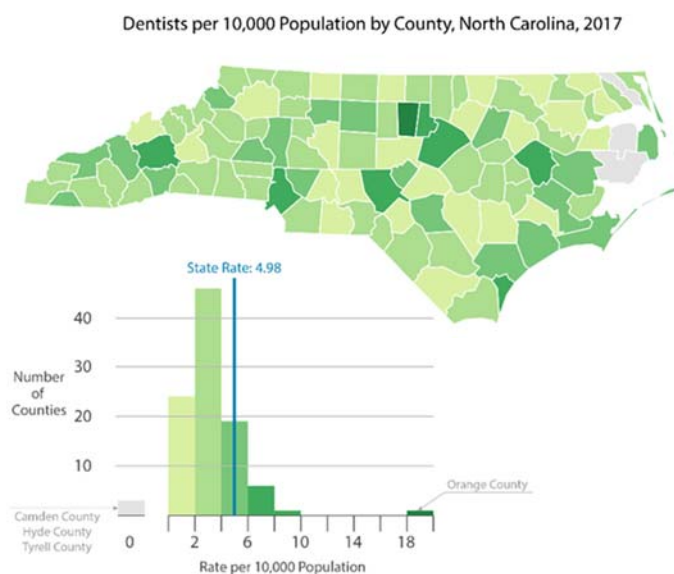 Dentists per 10,000 Population by County, North Carolina, 2017
State Rate: 4.98
40
30
Number
of
Counties
20
10
Orange County
Camden County
Hyde County
Tyrell County
0
2
6
10
14
18
Rate per 10,000 Population